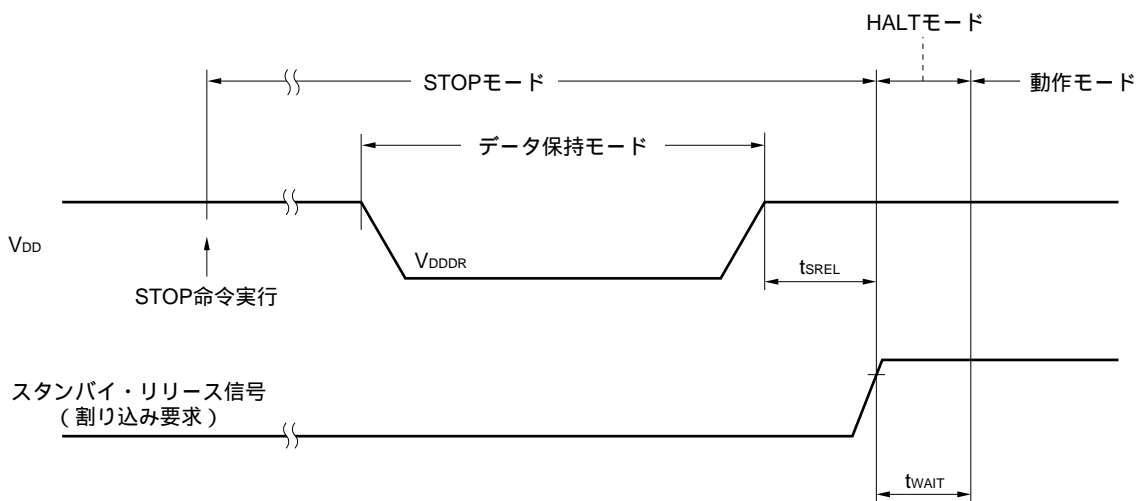 HALTモード
STOPモード
動作モード
データ保持モード
VDD
VDDDR
STOP命令実行
tSREL
スタンバイ・リリース信号
(割り込み要求)
tWAIT